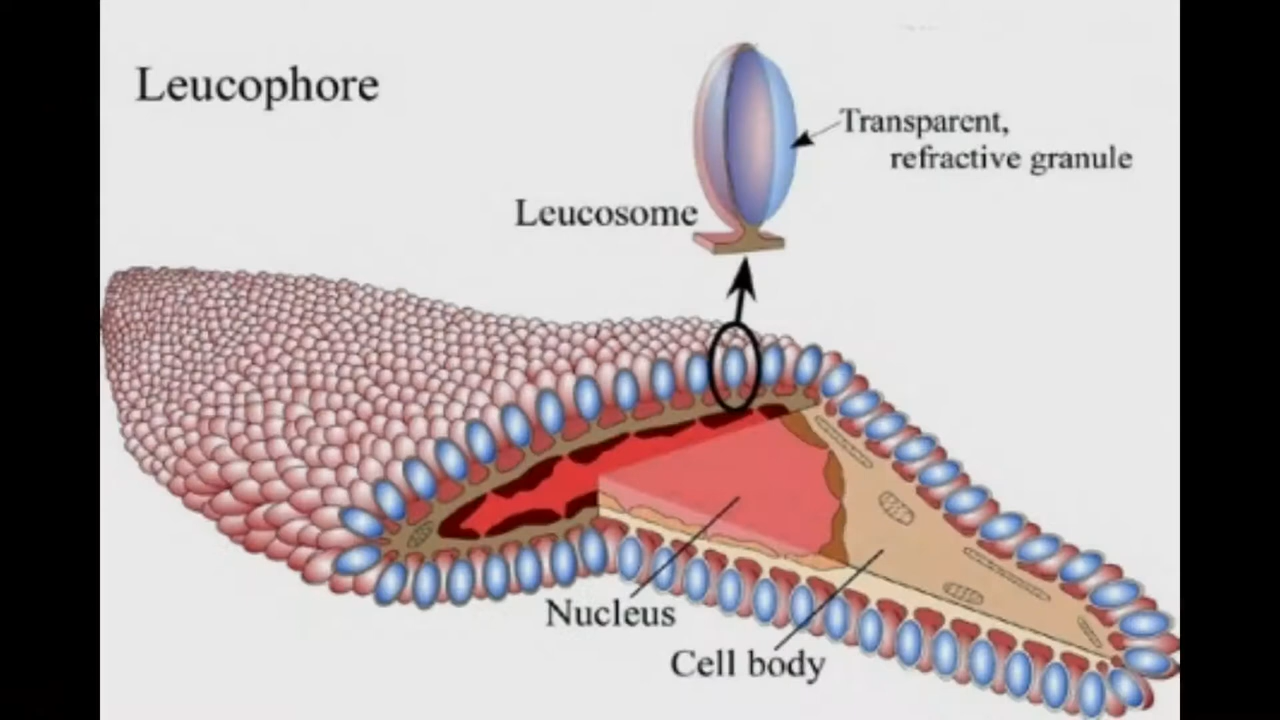 Leucophore
Transparent,
refractive granule
Leucosome
Nucleus
Cell body